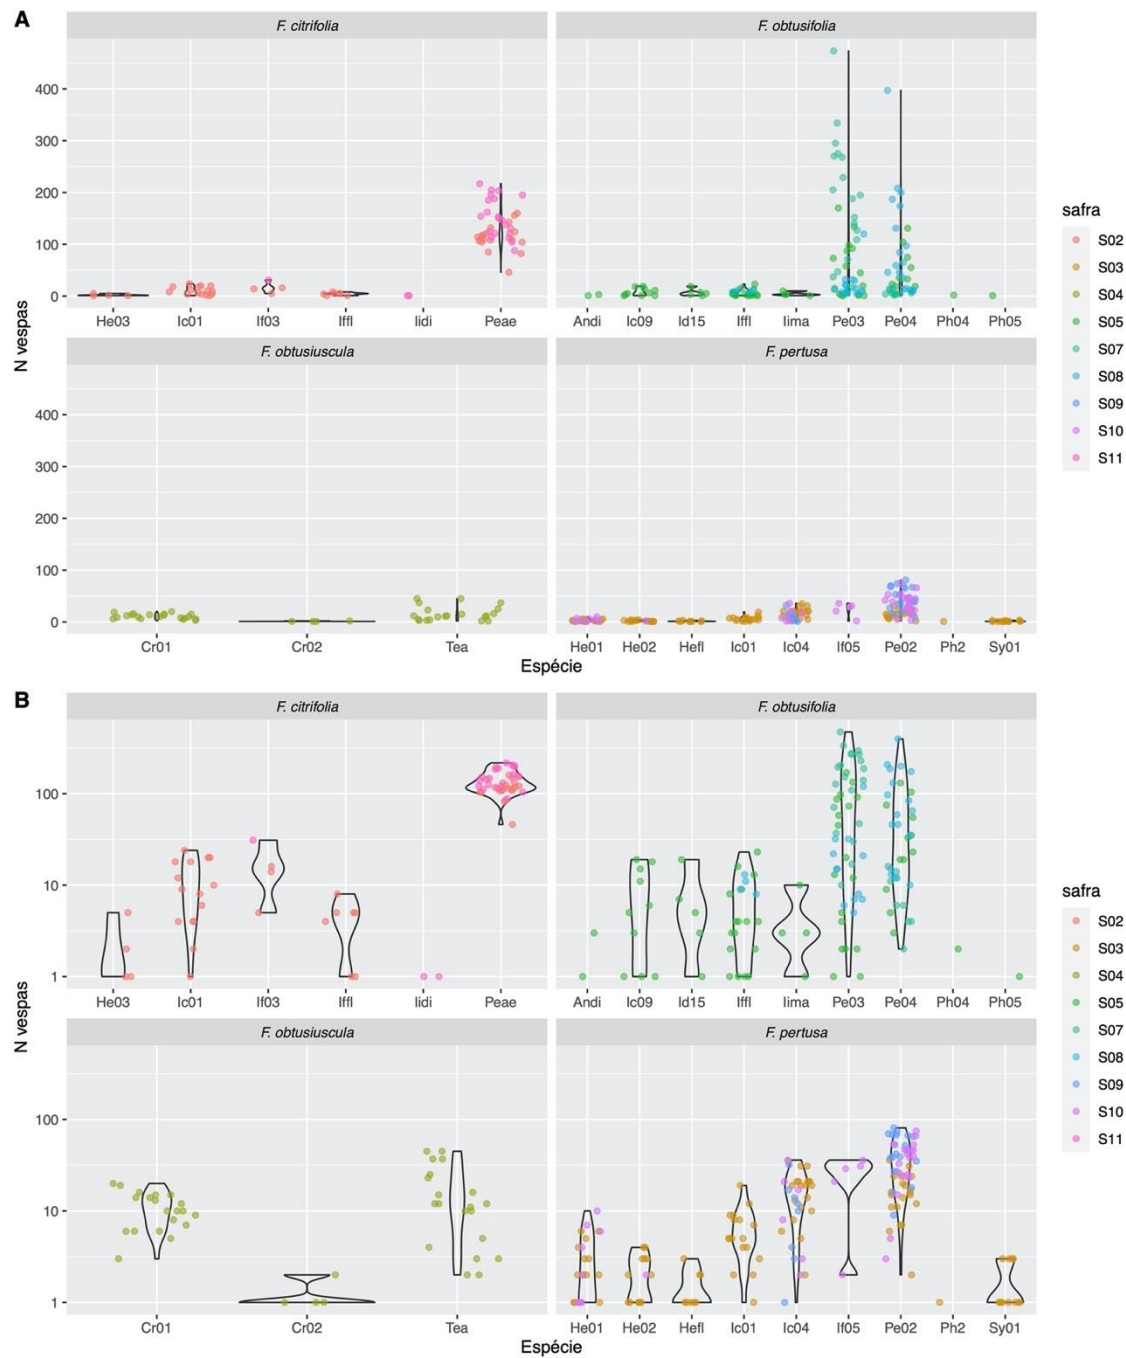 A
F. citrifolia F. obtusifolia
400
300
200
100
0
He03 Ic01 If03 Iffl Iidi Peae Andi Ic09 Id15 Iffl Iima Pe03 Pe04 Ph04 Ph05
N vespas
F. obtusiuscula F. pertusa
400
300
200
100
0
Cr01 Cr02 Tea He01 He02 Hefl Ic01 Ic04 If05 Pe02 Ph2 Sy01
Espécie
safra
S02
S03
S04
S05
S07
S08
S09
S10
S11
B
F. citrifolia F. obtusifolia
100
10
1
He03 Ic01 If03 Iffl Iidi Peae Andi Ic09 Id15 Iffl Iima Pe03 Pe04 Ph04 Ph05
N vespas
F. obtusiuscula F. pertusa
100
10
1
Cr01 Cr02 Tea He01 He02 Hefl Ic01 Ic04 If05 Pe02 Ph2 Sy01
Espécie
safra
S02
S03
S04
S05
S07
S08
S09
S10
S11